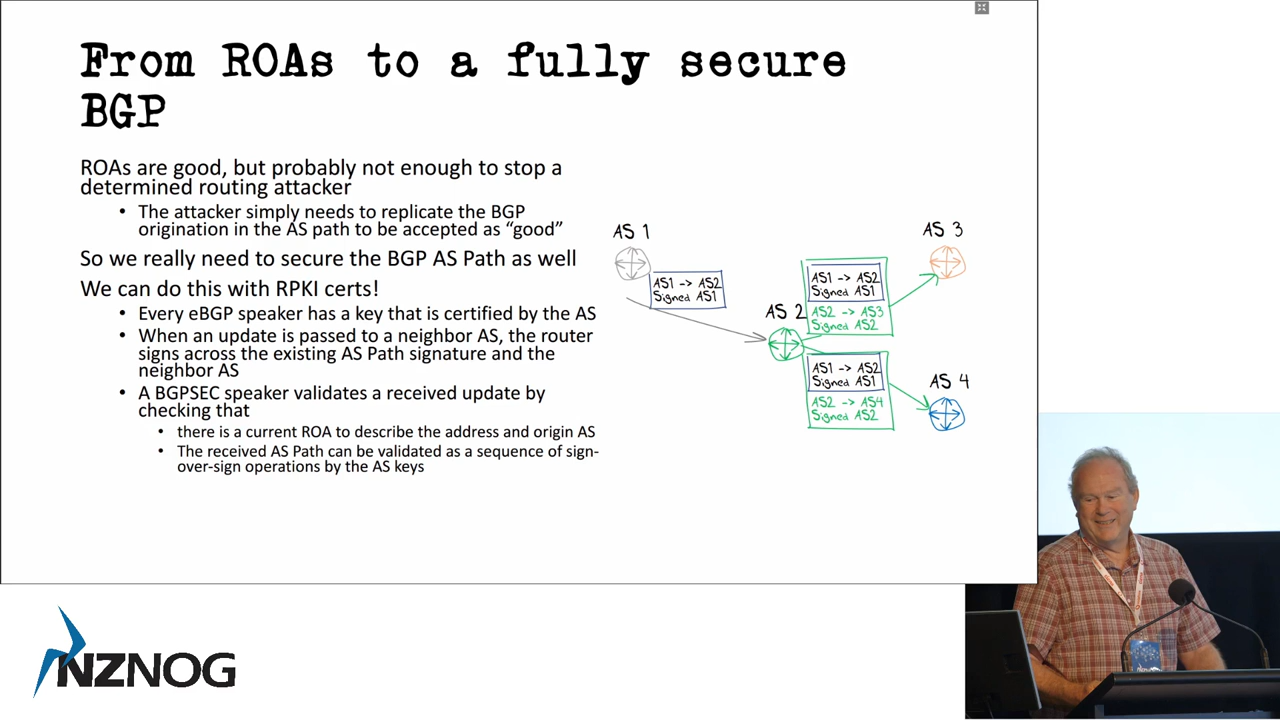 From ROAs to a fully secure
BGP
ROAs are good, but probably not enough to stop a
determined routing attacker
• The attacker simply needs to replicate the BGP
origination in the AS path to be accepted as “good”
So we really need to secure the BGP AS Path as well
We can do this with RPKI certs!
• Every eBGP speaker has a key that is certified by the AS
• When an update is passed to a neighbor AS, the router
signs across the existing AS Path signature and the
neighbor AS
• A BGPSEC speaker validates a received update by
checking that
• there is a current ROA to describe the address and origin AS
• The received AS Path can be validated as a sequence of sign-
over-sign operations by the AS keys
AS 1
AS1 -> AS2
Signed AS1
AS 2
AS1 -> AS2
Signed AS1
AS2 -> AS3
Signed AS2
AS 3
AS1 -> AS2
Signed AS1
AS2 -> AS4
Signed AS2
AS 4
NZNOG